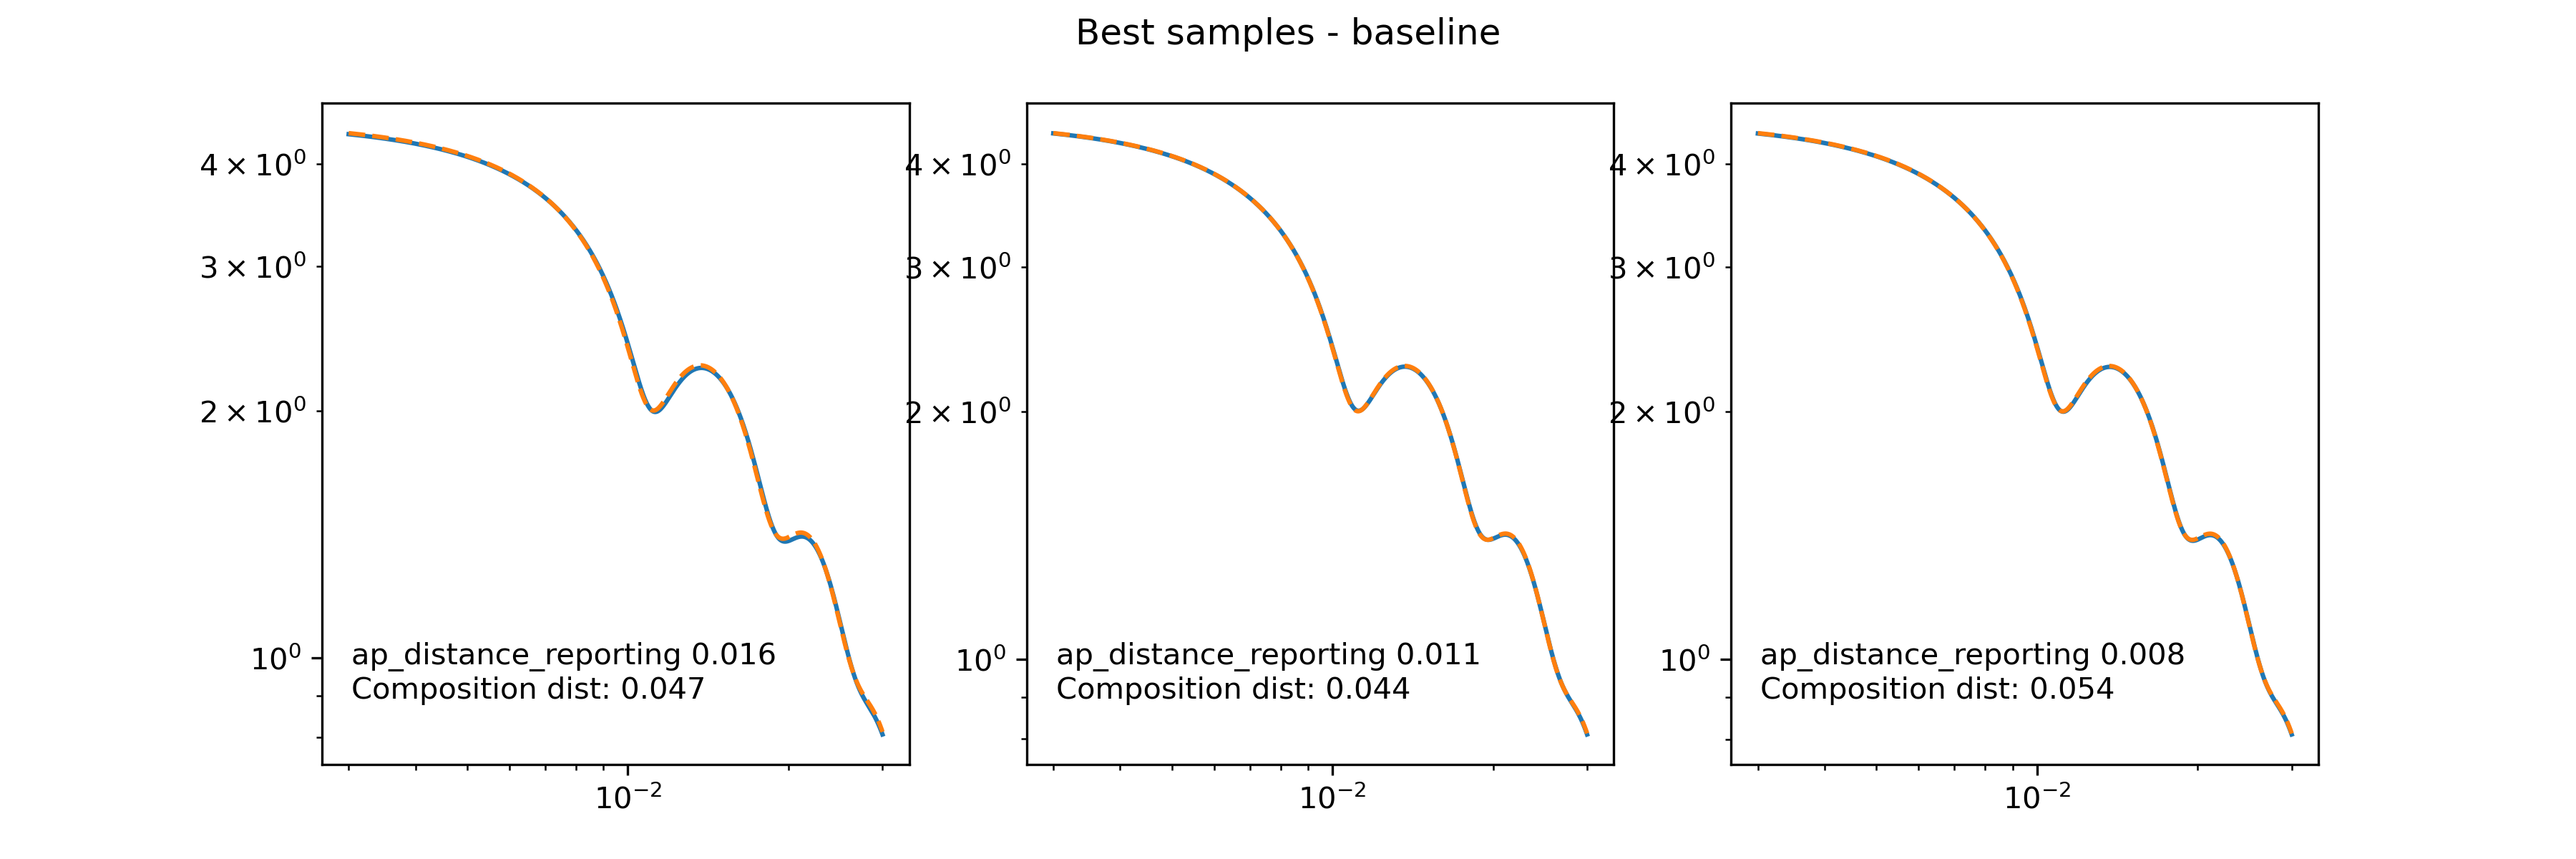 Best samples - baseline
4 × 10⁰
3 × 10⁰
2 × 10⁰
10⁰
ap_distance_reporting 0.016
Composition dist: 0.047
10⁻²
4 × 10⁰
3 × 10⁰
2 × 10⁰
10⁰
ap_distance_reporting 0.011
Composition dist: 0.044
10⁻²
4 × 10⁰
3 × 10⁰
2 × 10⁰
10⁰
ap_distance_reporting 0.008
Composition dist: 0.054
10⁻²